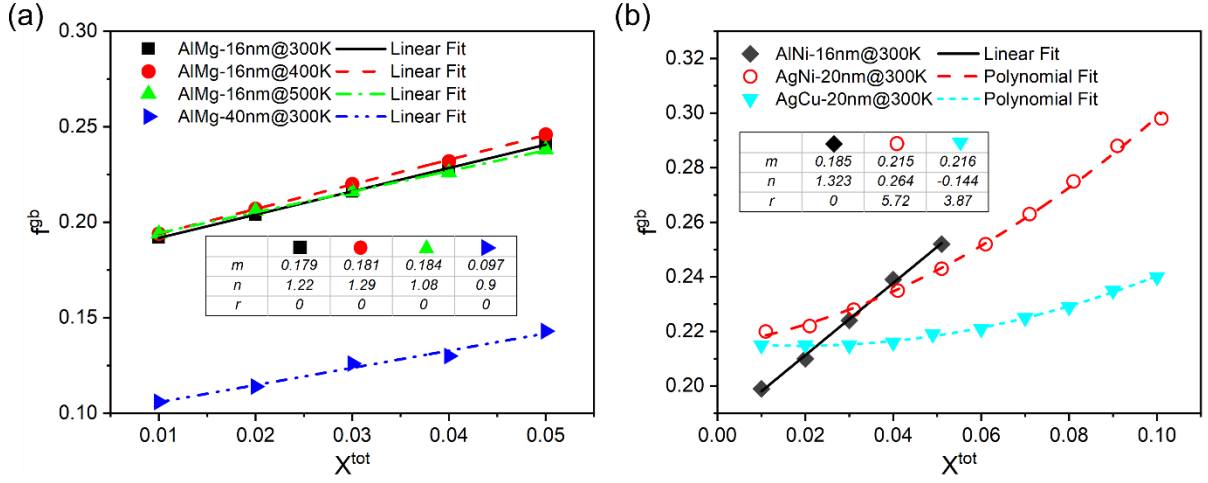 (a)
0.30
0.25
0.20
0.15
0.10
f^gb
AlMg-16nm@300K Linear Fit
AlMg-16nm@400K Linear Fit
AlMg-16nm@500K Linear Fit
AlMg-40nm@300K Linear Fit
m 0.179 0.181 0.184 0.097
n 1.22 1.29 1.08 0.9
r 0 0 0 0
0.01 0.02 0.03 0.04 0.05
X^tot
(b)
0.32
0.30
0.28
0.26
0.24
0.22
0.20
f^gb
AlNi-16nm@300K Linear Fit
AgNi-20nm@300K Polynomial Fit
AgCu-20nm@300K Polynomial Fit
m 0.185 0.215 0.216
n 1.323 0.264 -0.144
r 0 5.72 3.87
0.00 0.02 0.04 0.06 0.08 0.10
X^tot